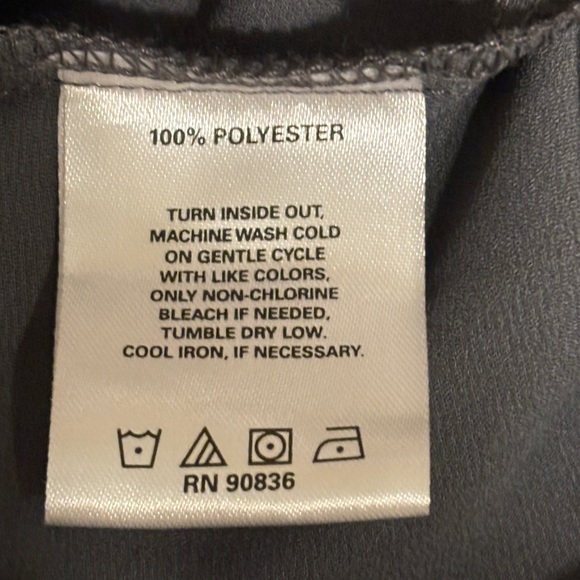 100% POLYESTER
TURN INSIDE OUT,
MACHINE WASH COLD
ON GENTLE CYCLE
WITH LIKE COLORS,
ONLY NON-CHLORINE
BLEACH IF NEEDED,
TUMBLE DRY LOW.
COOL IRON, IF NECESSARY.
RN 90836